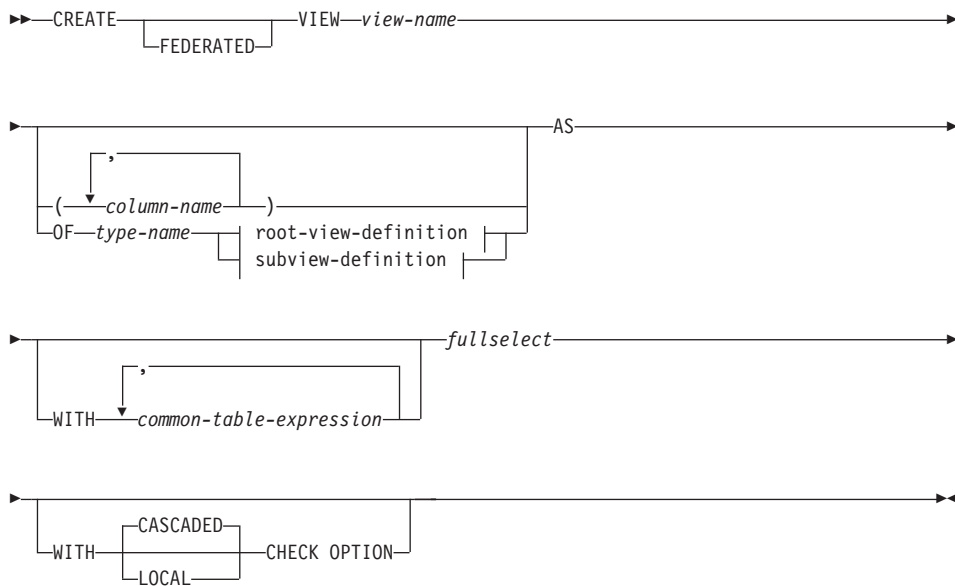 CREATE VIEW view-name
FEDERATED
AS
,
( column-name )
OF type-name root-view-definition
subview-definition
fullselect
,
WITH common-table-expression
CASCADED
WITH CHECK OPTION
LOCAL